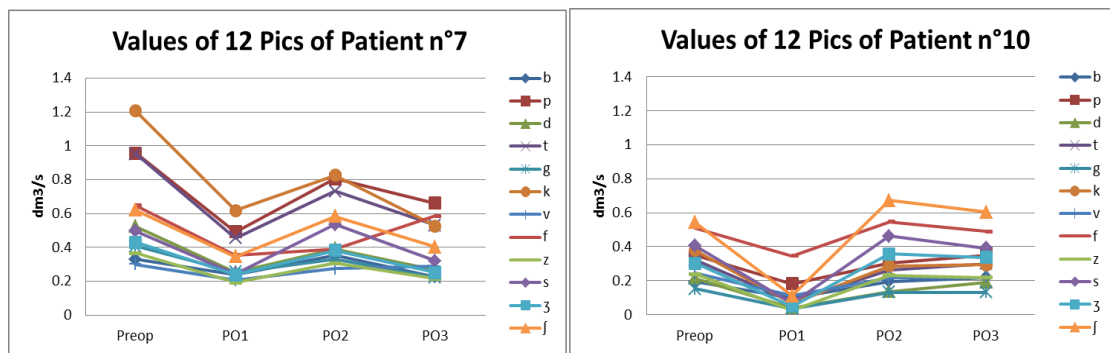 Values of 12 Pics of Patient n°7
1.4
1.2
1
0.8
0.6
0.4
0.2
0
dm3/s
Preop PO1 PO2 PO3
b
p
d
t
g
k
v
f
z
s
ʒ
ʃ
Values of 12 Pics of Patient n°10
1.4
1.2
1
0.8
0.6
0.4
0.2
0
dm3/s
Preop PO1 PO2 PO3
b
p
d
t
g
k
v
f
z
s
ʒ
ʃ